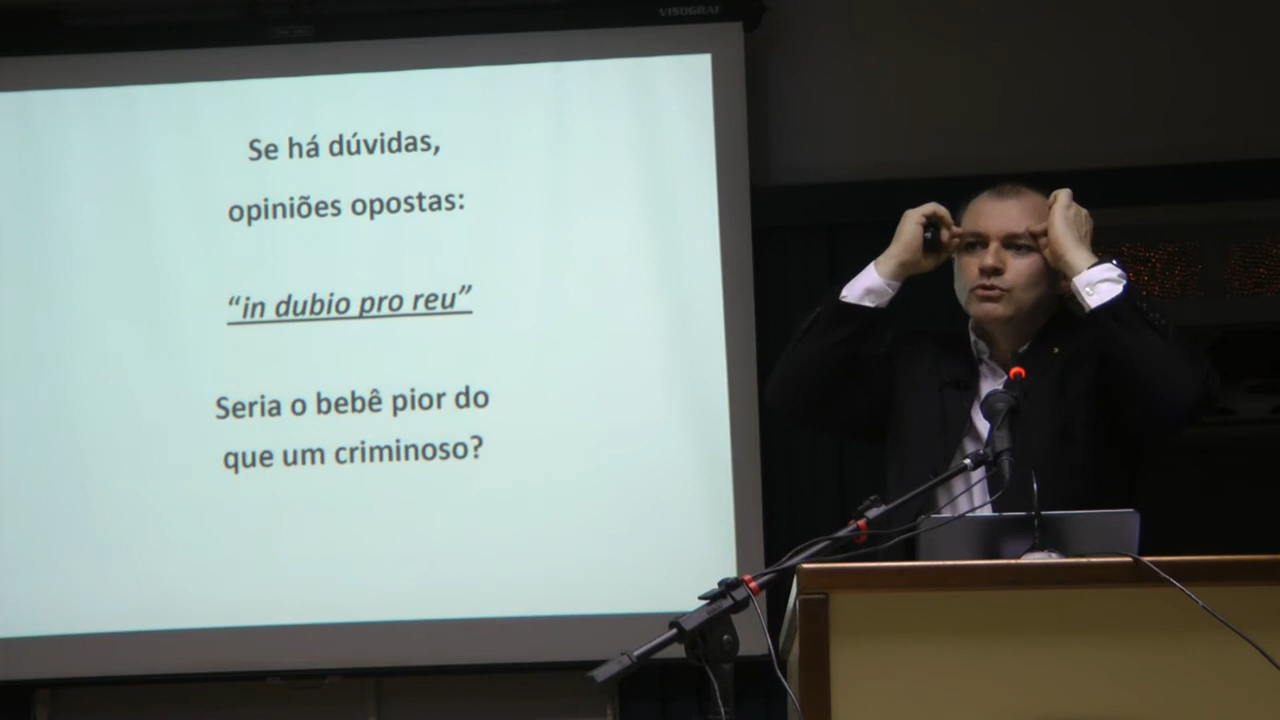 VISOGRAF
Se há dúvidas,
opiniões opostas:
“in dubio pro reu”
Seria o bebê pior do
que um criminoso?